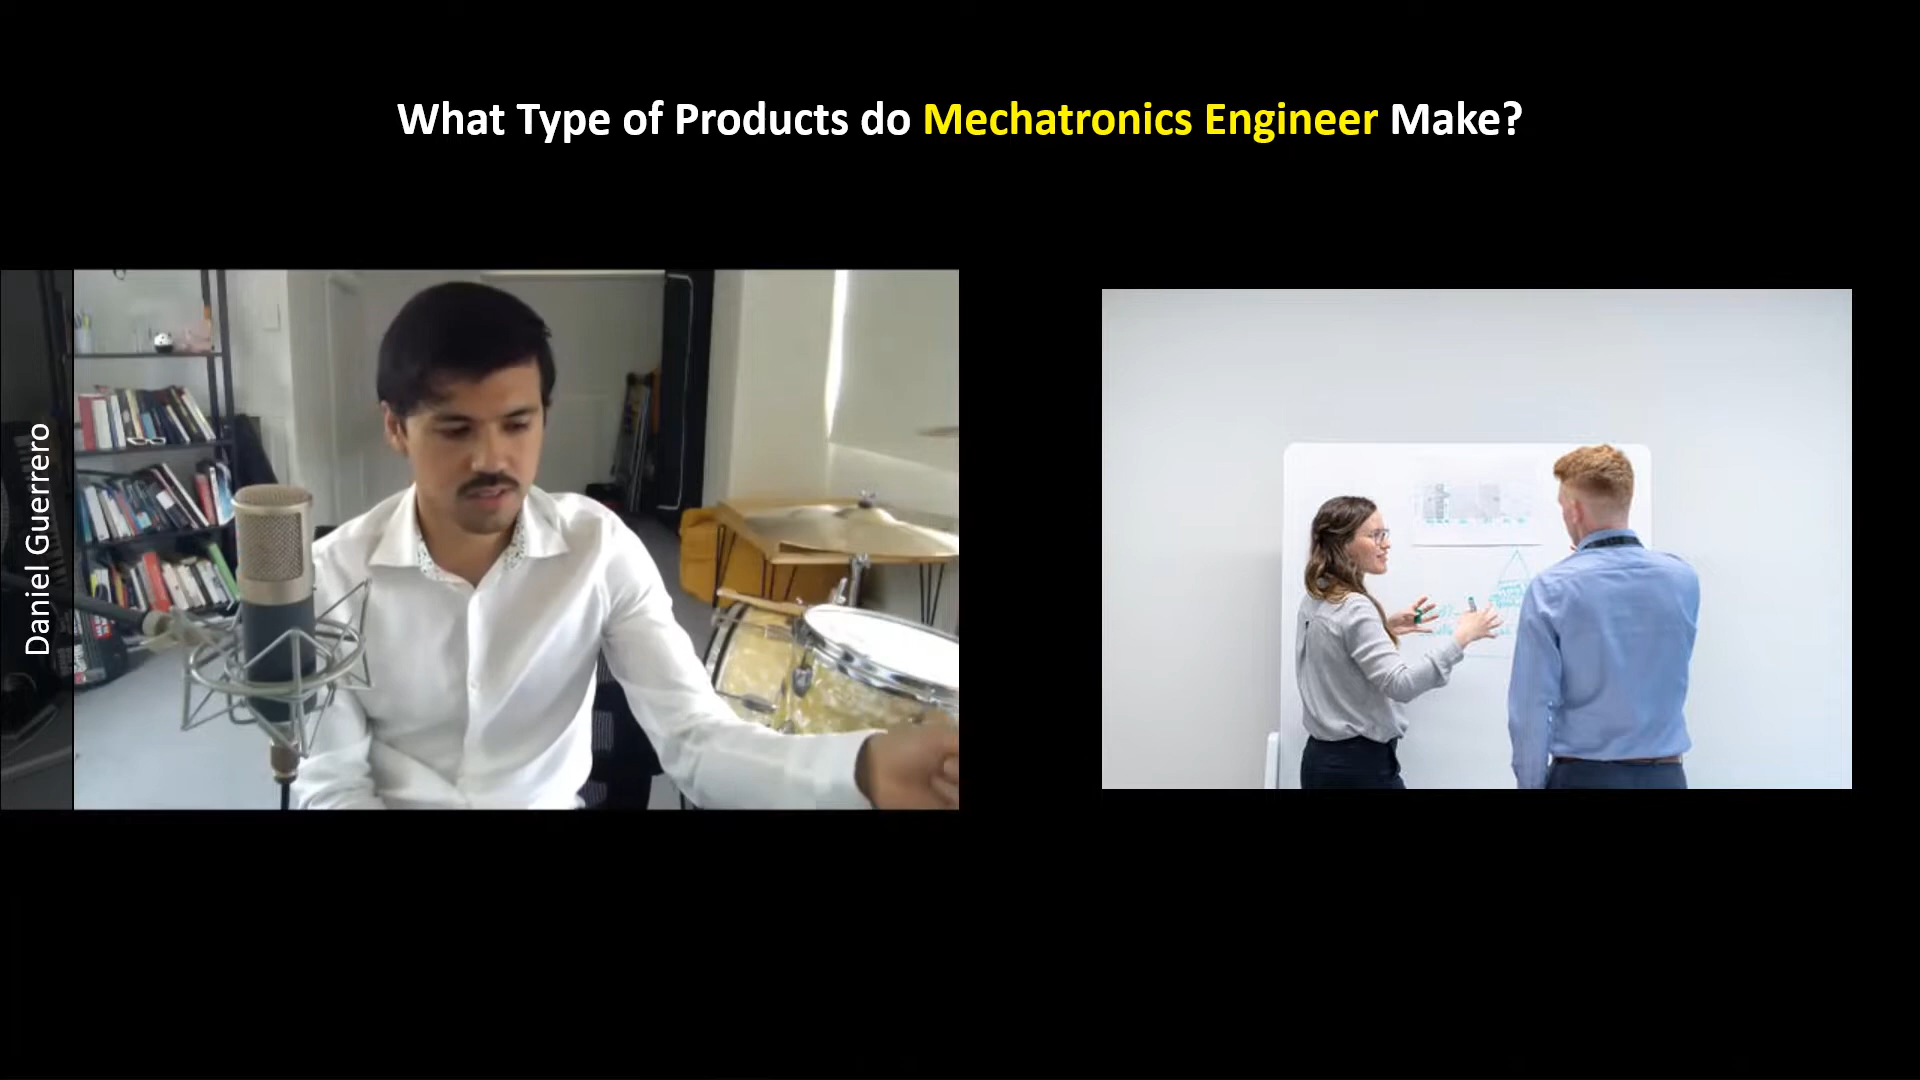 What Type of Products do Mechatronics Engineer Make?
Daniel Guerrero